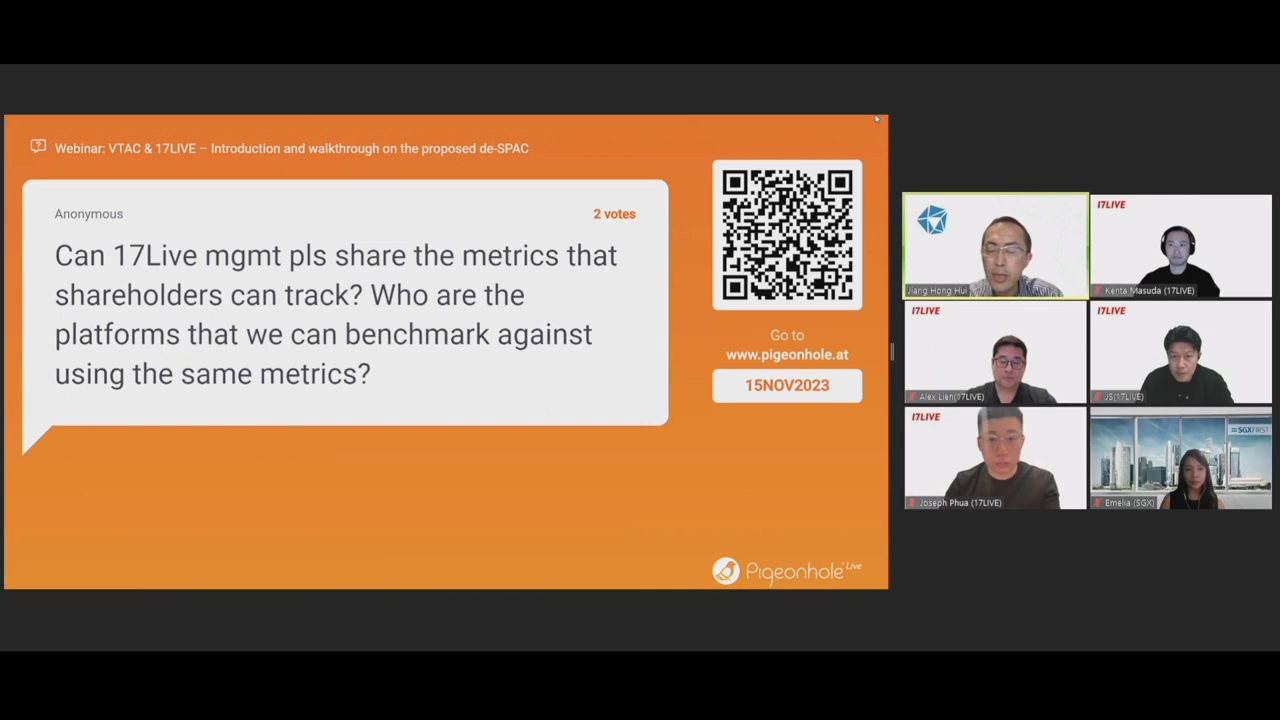 Webinar: VTAC & 17LIVE – Introduction and walkthrough on the proposed de-SPAC
Anonymous
2 votes
Can 17Live mgmt pls share the metrics that
shareholders can track? Who are the
platforms that we can benchmark against
using the same metrics?
Go to
www.pigeonhole.at
15NOV2023
Pigeonhole Live
Jiang Hong Hui
17LIVE
Kenta Masuda (17LIVE)
17LIVE
Alex Lien(17LIVE)
17LIVE
JS(17LIVE)
17LIVE
Joseph Phua (17LIVE)
SGXFIRST
Emelia (SGX)